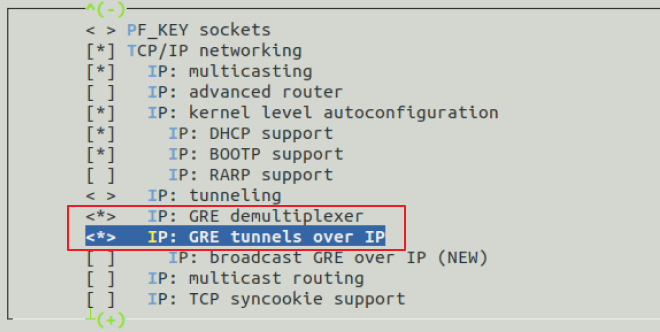 ^(-)
< > PF_KEY sockets
[*] TCP/IP networking
[*]   IP: multicasting
[ ]   IP: advanced router
[*]   IP: kernel level autoconfiguration
[*]     IP: DHCP support
[*]     IP: BOOTP support
[ ]     IP: RARP support
< >   IP: tunneling
<*>   IP: GRE demultiplexer
<*>   IP: GRE tunnels over IP
[ ]     IP: broadcast GRE over IP (NEW)
[ ]   IP: multicast routing
[ ]   IP: TCP syncookie support
┴(+)